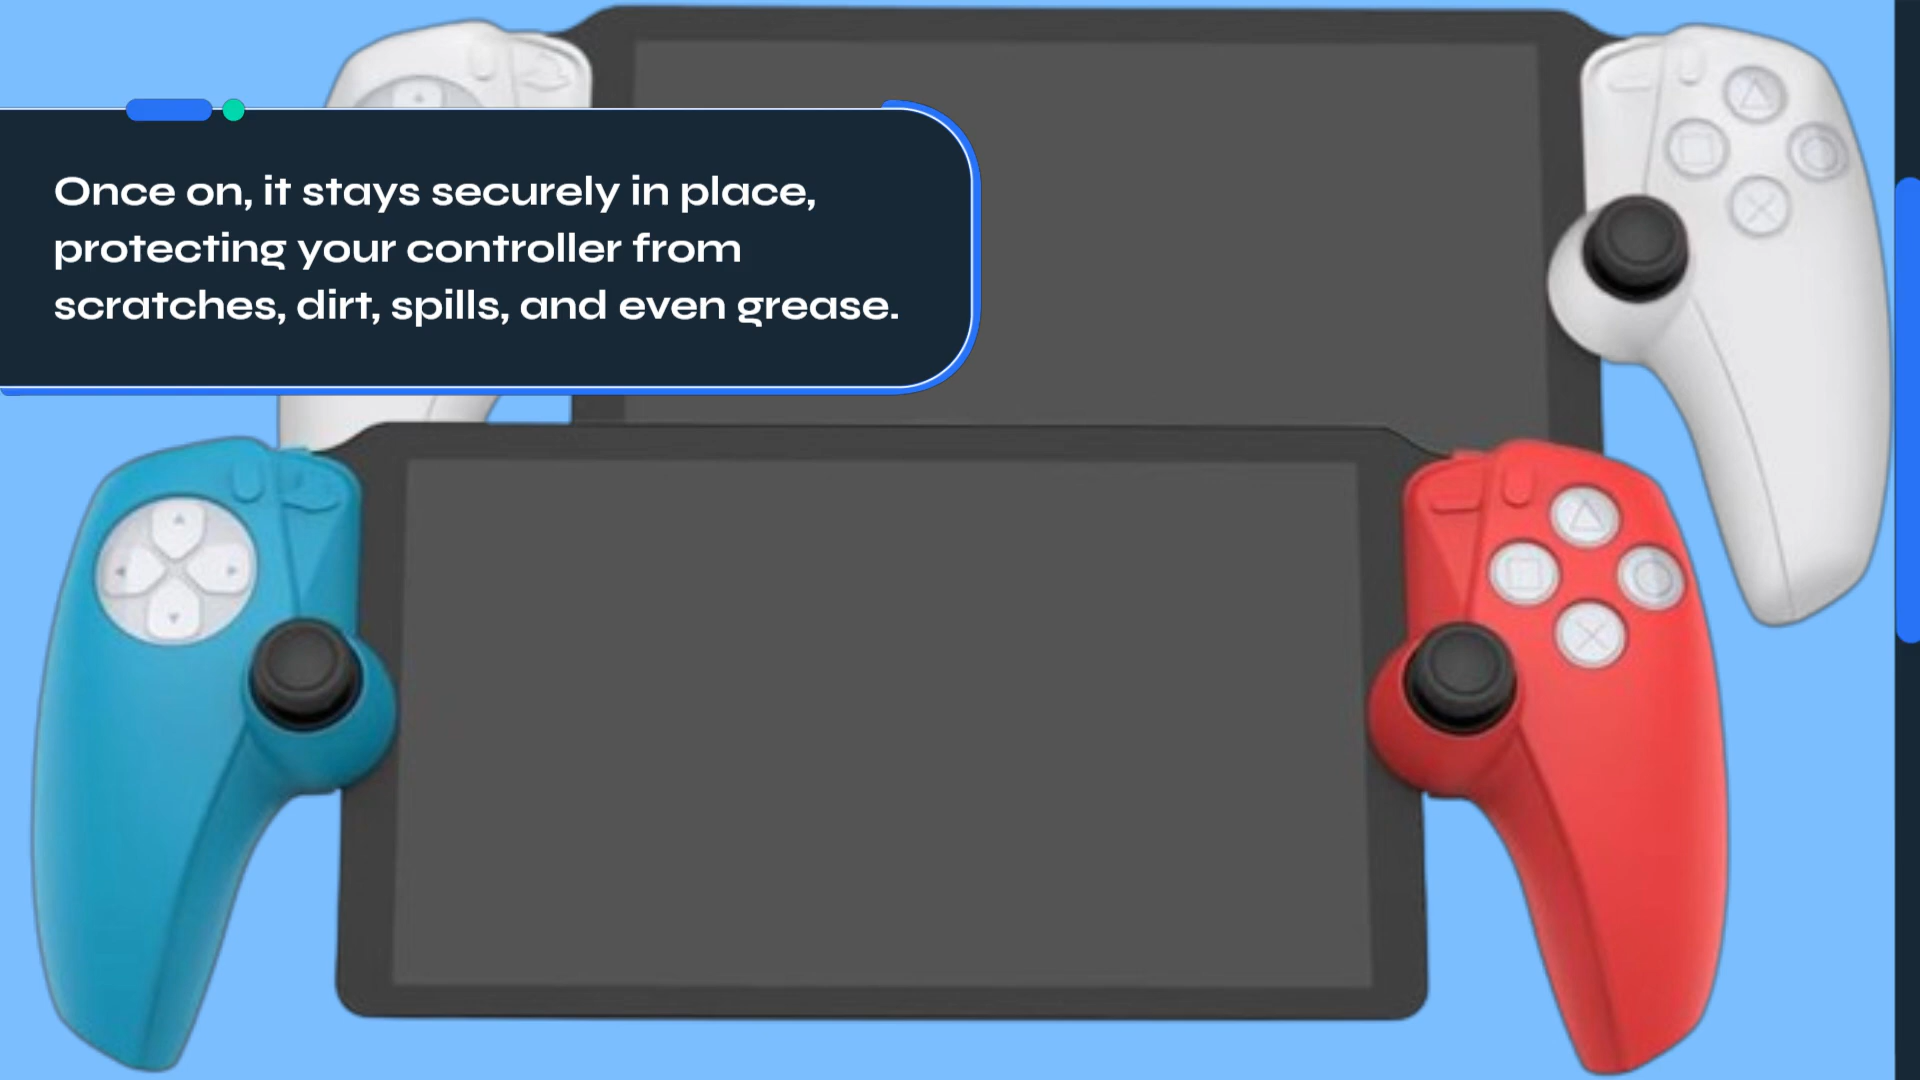 Once on, it stays securely in place,
protecting your controller from
scratches, dirt, spills, and even grease.